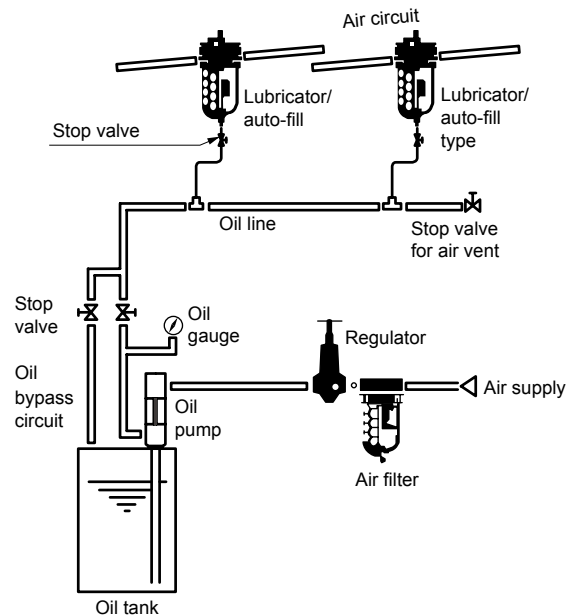 Air circuit
Lubricator/
auto-fill
Lubricator/
auto-fill
type
Stop valve
Oil line
Stop valve
for air vent
Stop
valve
Oil
gauge
Regulator
Oil
bypass
circuit
Oil
pump
Air supply
Air filter
Oil tank